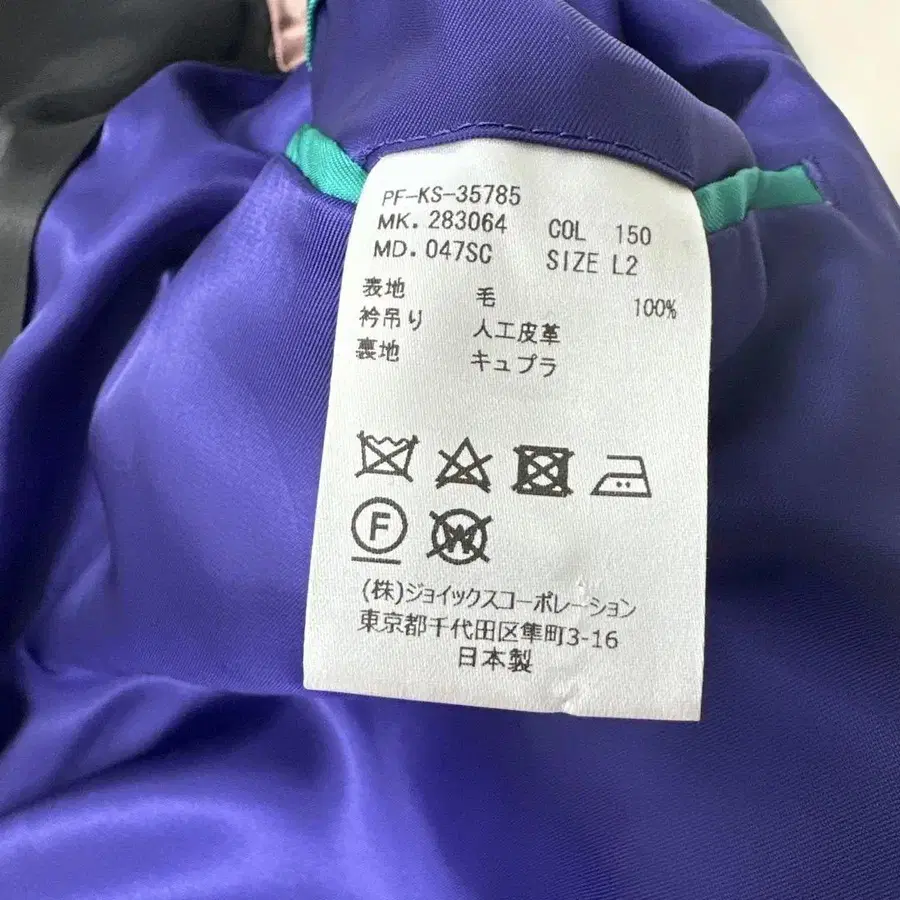 PF-KS-35785
MK. 283064 COL 150
MD. 047SC SIZE L2
表地 毛 100%
衿吊り 人工皮革
裏地 キュプラ
F W
(株)ジョイックスコーポレーション
東京都千代田区隼町3-16
日本製